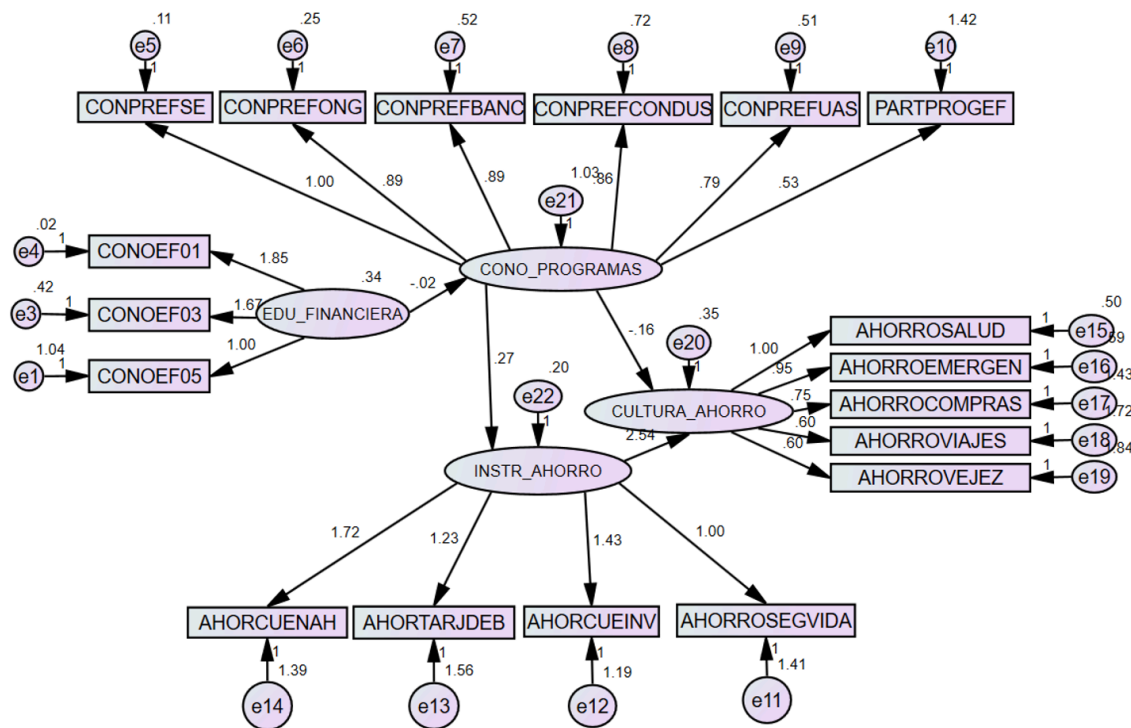 .11 .25 .52 .72 .51 1.42
e5 e6 e7 e8 e9 e10
1 1 1 1 1 1
CONPREFSE CONPREFONG CONPREFBANC CONPREFCONDUS CONPREFUAS PARTPROGEF
1.00 .89 .89 1.03 .86 .79 .53
e21
1
.02
e4 1 CONOEF01 1.85
CONO_PROGRAMAS
.34 -.02
.42
e3 1 CONOEF03 1.67 EDU_FINANCIERA
1.04 1.00
e1 1 CONOEF05
.27 -.16
.35
e20
1
.50
1.00 AHORROSALUD 1 e15
.95 AHORROEMERGEN 1 e16
.43
CULTURA_AHORRO .75 AHORROCOMPRAS 1 e17
.60 AHORROVIAJES 1 e18
.60 AHORROVEJEZ 1 e19
.20
e22
1
2.54
INSTR_AHORRO
1.72 1.23 1.43 1.00
AHORCUENAH AHORTARJDEB AHORCUEINV AHORROSEGVIDA
1 1 1 1
1.39 1.56 1.19 1.41
e14 e13 e12 e11